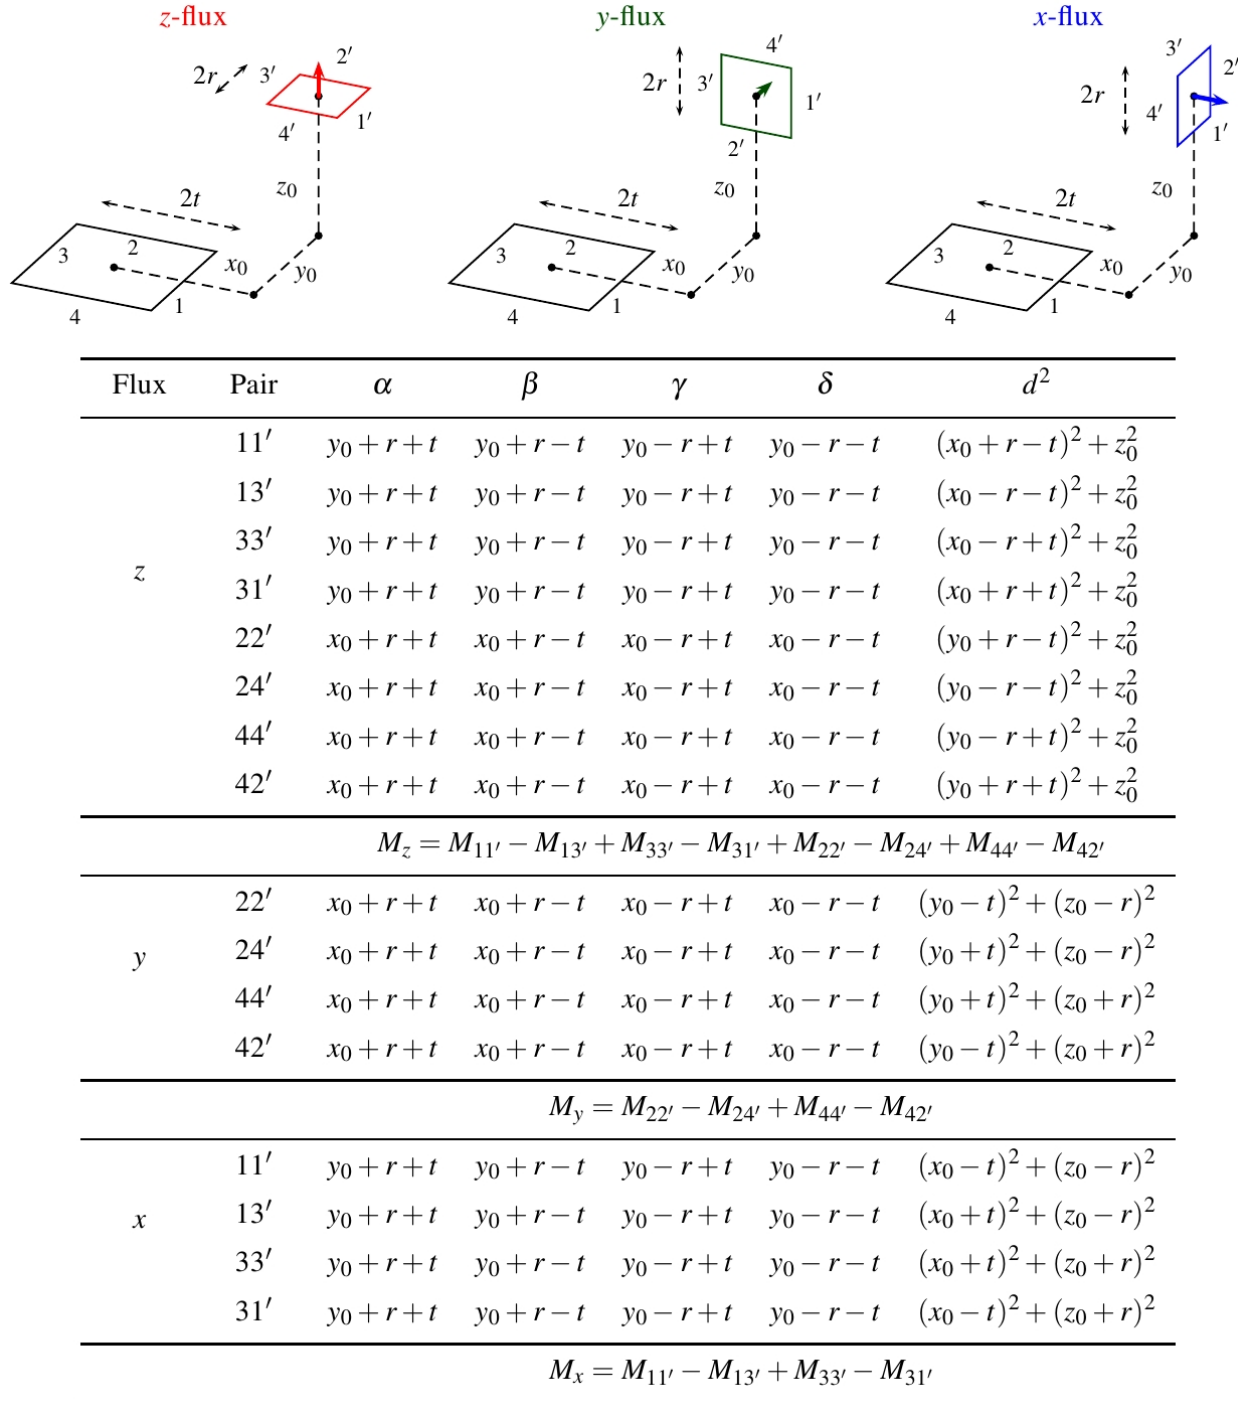 z-flux y-flux x-flux
2r 3′ 2′ 1′ 4′ z₀ 2t 3 2 x₀ y₀ 1 4
2r 3′ 4′ 1′ 2′ z₀ 2t 3 2 x₀ y₀ 1 4
2r 3′ 2′ 4′ 1′ z₀ 2t 3 2 x₀ y₀ 1 4
Flux Pair α β γ δ d²
z
11′ y₀ + r + t y₀ + r − t y₀ − r + t y₀ − r − t (x₀ + r − t)² + z₀²
13′ y₀ + r + t y₀ + r − t y₀ − r + t y₀ − r − t (x₀ − r − t)² + z₀²
33′ y₀ + r + t y₀ + r − t y₀ − r + t y₀ − r − t (x₀ − r + t)² + z₀²
31′ y₀ + r + t y₀ + r − t y₀ − r + t y₀ − r − t (x₀ + r + t)² + z₀²
22′ x₀ + r + t x₀ + r − t x₀ − r + t x₀ − r − t (y₀ + r − t)² + z₀²
24′ x₀ + r + t x₀ + r − t x₀ − r + t x₀ − r − t (y₀ − r − t)² + z₀²
44′ x₀ + r + t x₀ + r − t x₀ − r + t x₀ − r − t (y₀ − r + t)² + z₀²
42′ x₀ + r + t x₀ + r − t x₀ − r + t x₀ − r − t (y₀ + r + t)² + z₀²
M_z = M₁₁′ − M₁₃′ + M₃₃′ − M₃₁′ + M₂₂′ − M₂₄′ + M₄₄′ − M₄₂′
y
22′ x₀ + r + t x₀ + r − t x₀ − r + t x₀ − r − t (y₀ − t)² + (z₀ − r)²
24′ x₀ + r + t x₀ + r − t x₀ − r + t x₀ − r − t (y₀ + t)² + (z₀ − r)²
44′ x₀ + r + t x₀ + r − t x₀ − r + t x₀ − r − t (y₀ + t)² + (z₀ + r)²
42′ x₀ + r + t x₀ + r − t x₀ − r + t x₀ − r − t (y₀ − t)² + (z₀ + r)²
M_y = M₂₂′ − M₂₄′ + M₄₄′ − M₄₂′
x
11′ y₀ + r + t y₀ + r − t y₀ − r + t y₀ − r − t (x₀ − t)² + (z₀ − r)²
13′ y₀ + r + t y₀ + r − t y₀ − r + t y₀ − r − t (x₀ + t)² + (z₀ − r)²
33′ y₀ + r + t y₀ + r − t y₀ − r + t y₀ − r − t (x₀ + t)² + (z₀ + r)²
31′ y₀ + r + t y₀ + r − t y₀ − r + t y₀ − r − t (x₀ − t)² + (z₀ + r)²
M_x = M₁₁′ − M₁₃′ + M₃₃′ − M₃₁′